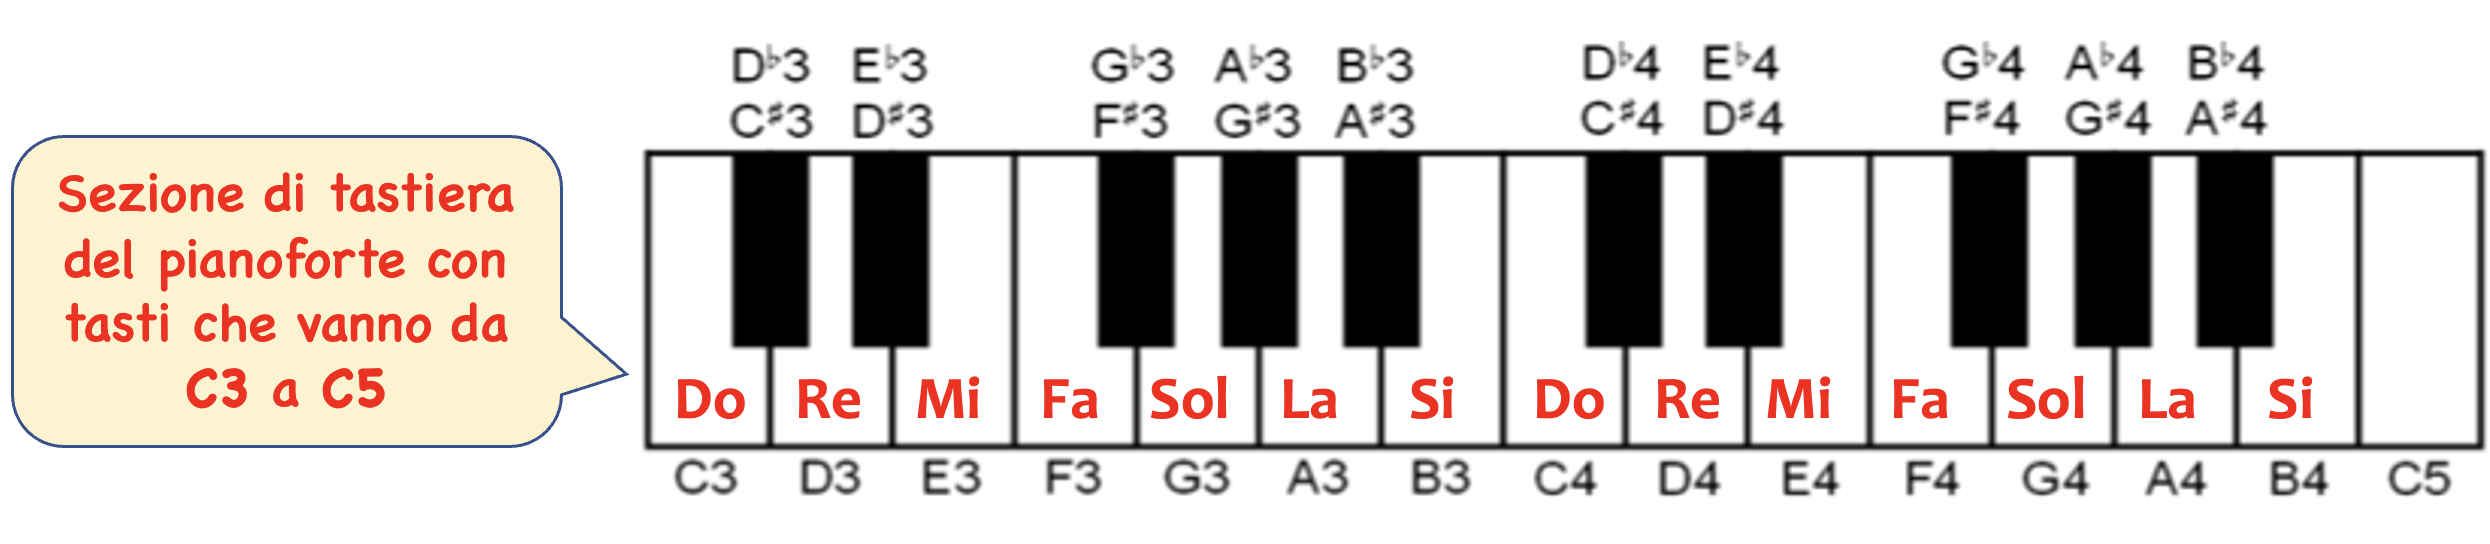 Sezione di tastiera
del pianoforte con
tasti che vanno da
C3 a C5
D♭3 E♭3 G♭3 A♭3 B♭3 D♭4 E♭4 G♭4 A♭4 B♭4
C♯3 D♯3 F♯3 G♯3 A♯3 C♯4 D♯4 F♯4 G♯4 A♯4
Do Re Mi Fa Sol La Si Do Re Mi Fa Sol La Si
C3 D3 E3 F3 G3 A3 B3 C4 D4 E4 F4 G4 A4 B4 C5